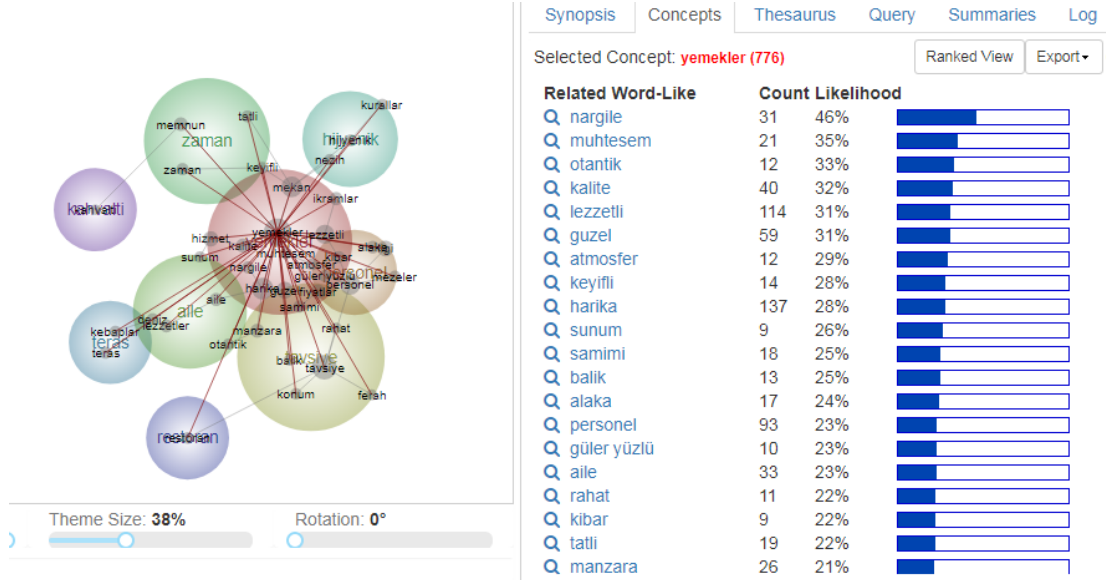 Synopsis Concepts Thesaurus Query Summaries Log
Selected Concept: yemekler (776) Ranked View Export
Related Word-Like Count Likelihood
nargile 31 46%
muhtesem 21 35%
otantik 12 33%
kalite 40 32%
lezzetli 114 31%
guzel 59 31%
atmosfer 12 29%
keyifli 14 28%
harika 137 28%
sunum 9 26%
samimi 18 25%
balik 13 25%
alaka 17 24%
personel 93 23%
güler yüzlü 10 23%
aile 33 23%
rahat 11 22%
kibar 9 22%
tatli 19 22%
manzara 26 21%
kurallar
memnun
tatli
zaman
hijyenik
hijyenik
nezih
zaman
keyifli
mekan
ikramlar
kahvalti
yemekler
lezzetli
hizmet
kalite
yemekler
alaka
sunum
muhtesem
kibar
nargile
atmosfer
personel
güler yüzlü
mezeler
personel
harika
guzel
fiyatlar
aile
samimi
aile
deniz
lezzetler
kebaplar
manzara
rahat
teras
teras
otantik
balik
tavsiye
tavsiye
konum
ferah
restoran
Theme Size: 38% Rotation: 0°